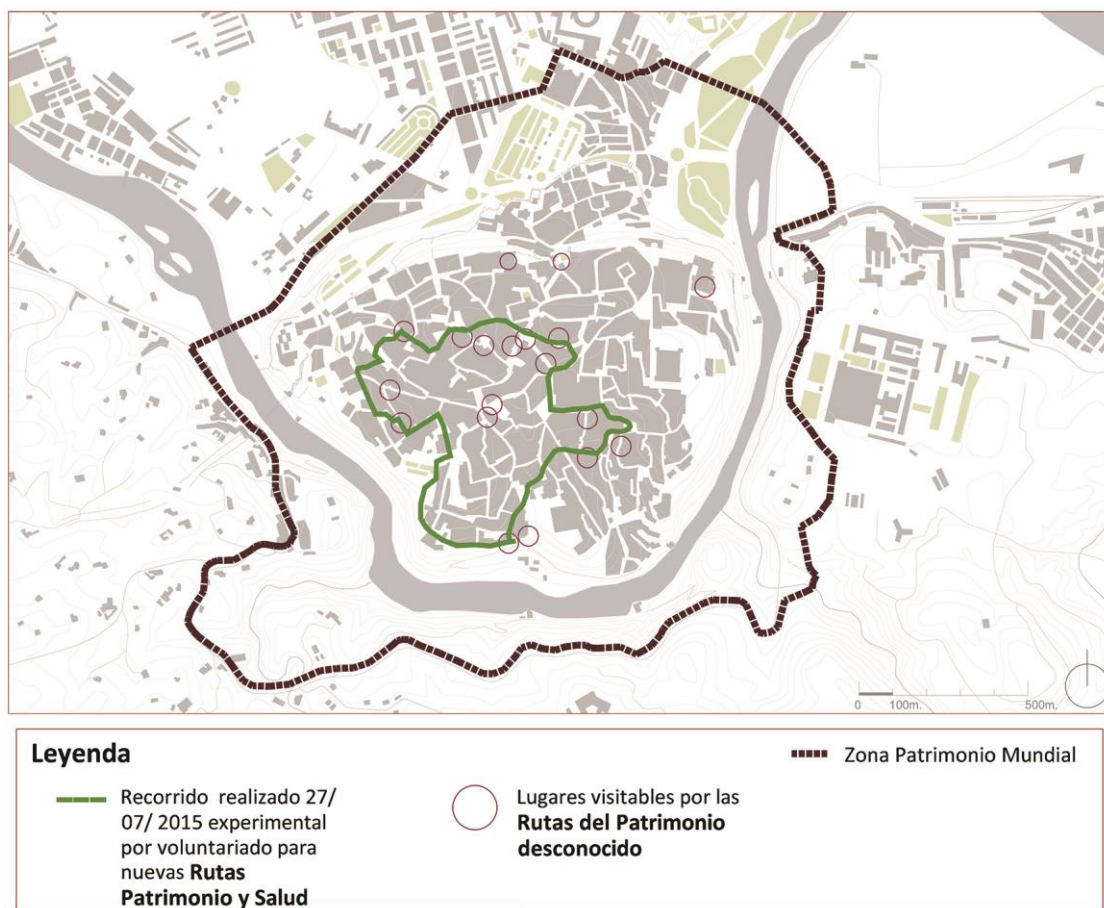 0
100m.
500m.
Leyenda
Recorrido realizado 27/
07/ 2015 experimental
por voluntariado para
nuevas Rutas
Patrimonio y Salud
Lugares visitables por las
Rutas del Patrimonio
desconocido
Zona Patrimonio Mundial